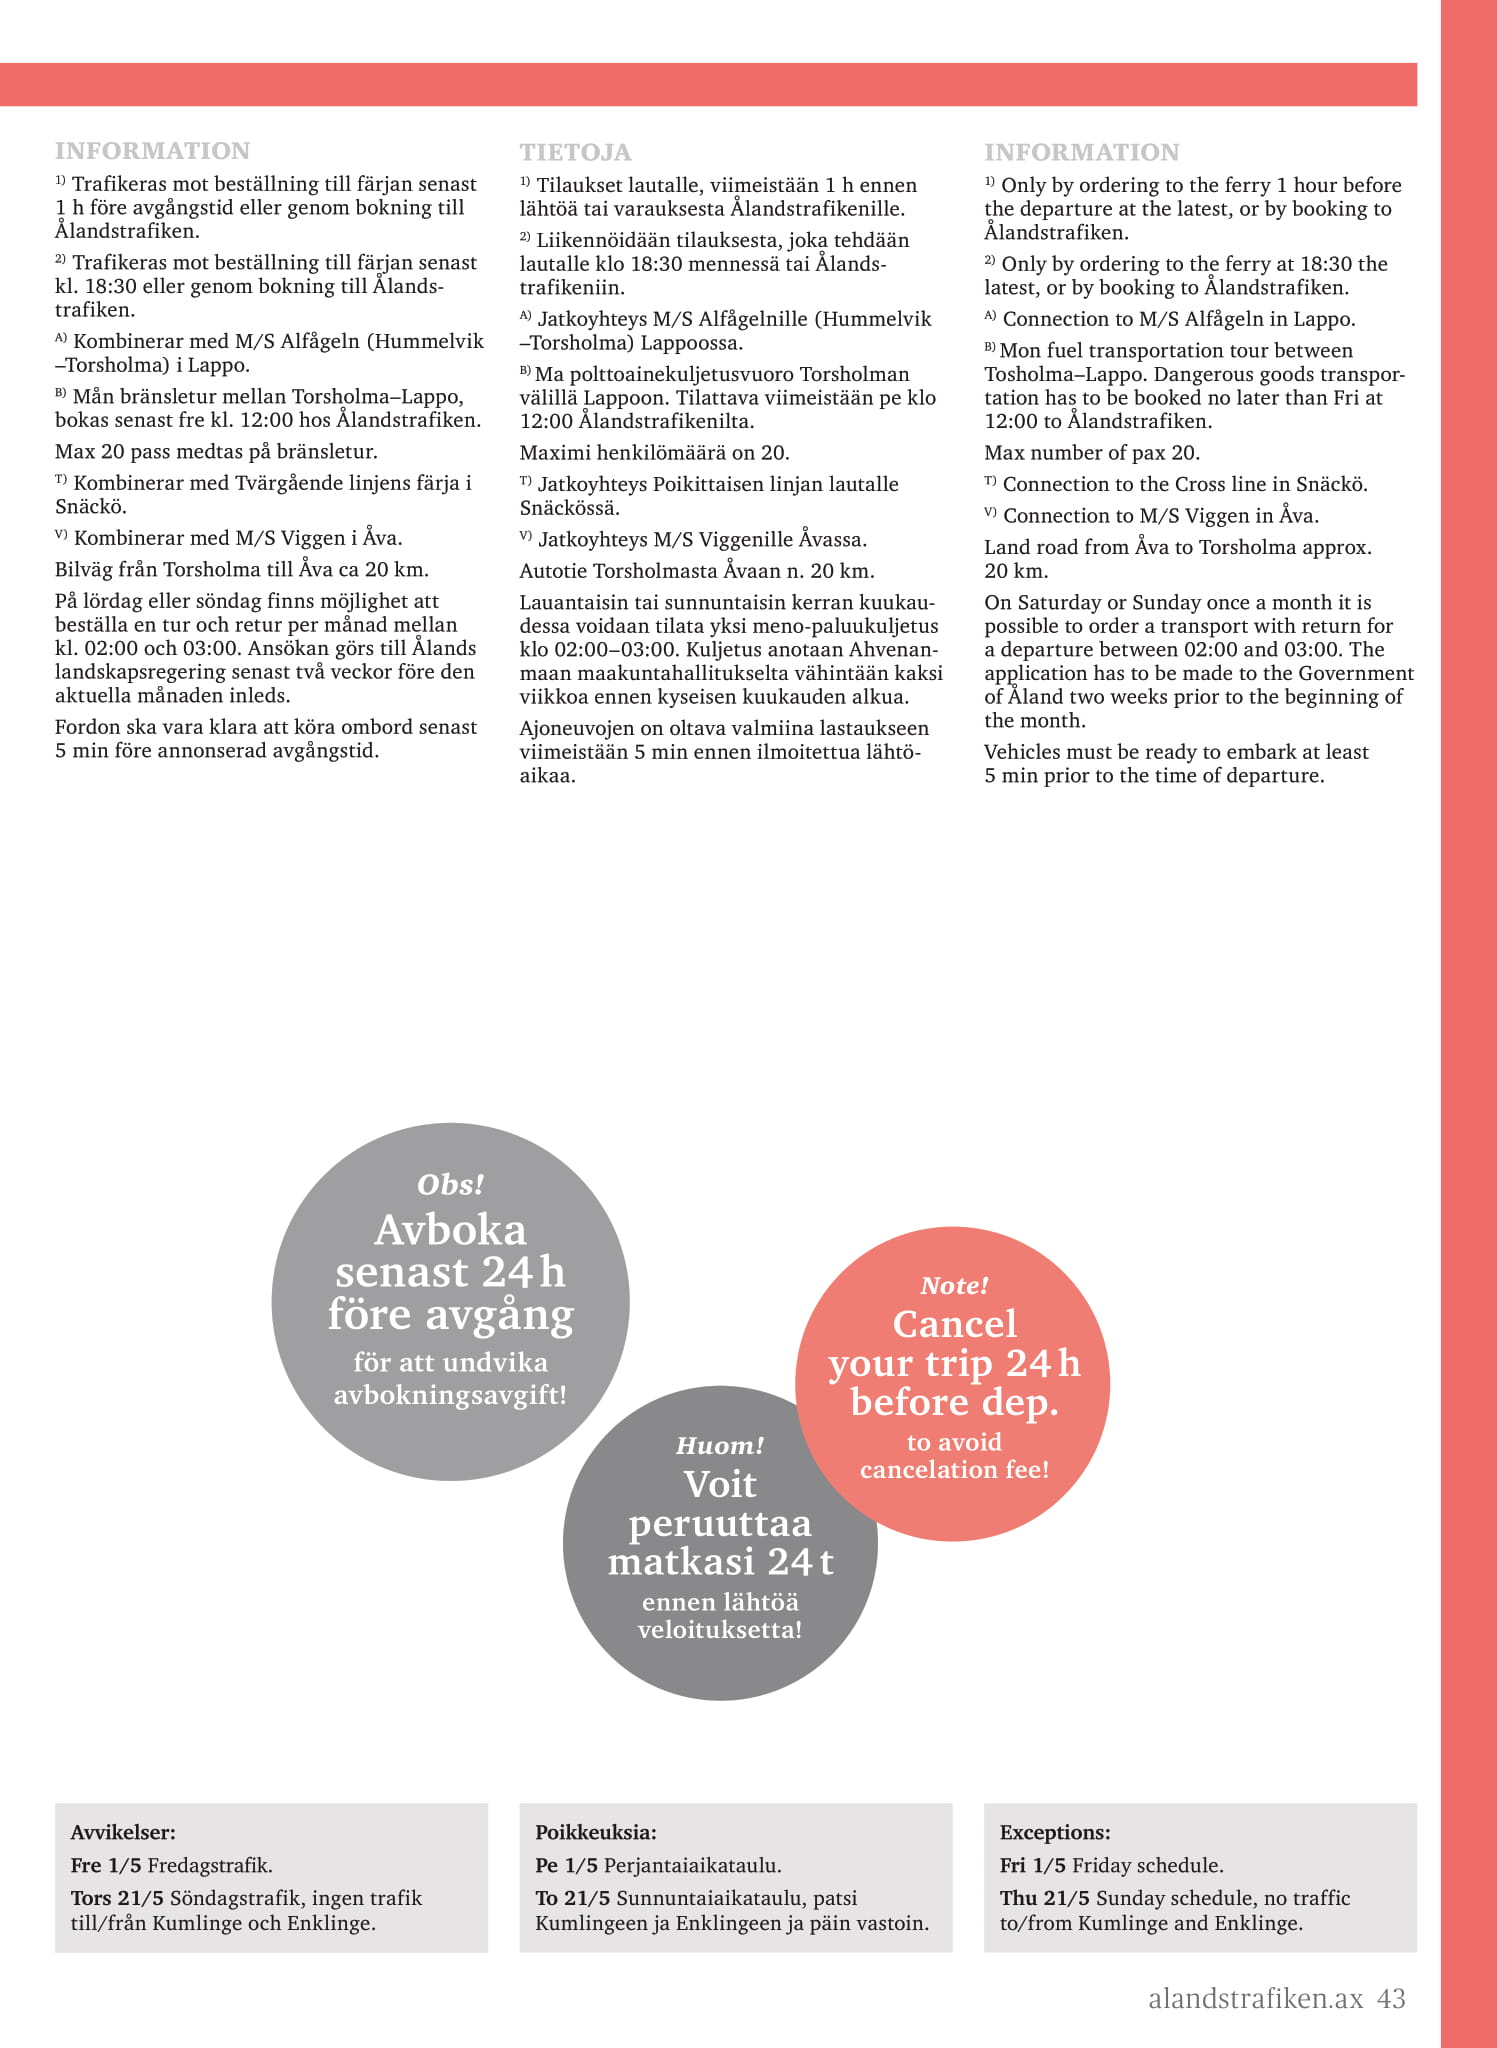 INFORMATION
1) Trafikeras mot beställning till färjan senast
1 h före avgångstid eller genom bokning till
Ålandstrafiken.
2) Trafikeras mot beställning till färjan senast
kl. 18:30 eller genom bokning till Ålands-
trafiken.
A) Kombinerar med M/S Alfågeln (Hummelvik
–Torsholma) i Lappo.
B) Mån bränsletur mellan Torsholma–Lappo,
bokas senast fre kl. 12:00 hos Ålandstrafiken.
Max 20 pass medtas på bränsletur.
T) Kombinerar med Tvärgående linjens färja i
Snäckö.
V) Kombinerar med M/S Viggen i Åva.
Bilväg från Torsholma till Åva ca 20 km.
På lördag eller söndag finns möjlighet att
beställa en tur och retur per månad mellan
kl. 02:00 och 03:00. Ansökan görs till Ålands
landskapsregering senast två veckor före den
aktuella månaden inleds.
Fordon ska vara klara att köra ombord senast
5 min före annonserad avgångstid.
TIETOJA
1) Tilaukset lautalle, viimeistään 1 h ennen
lähtöä tai varauksesta Ålandstrafikenille.
2) Liikennöidään tilauksesta, joka tehdään
lautalle klo 18:30 mennessä tai Ålands-
trafikeniin.
A) Jatkoyhteys M/S Alfågelnille (Hummelvik
–Torsholma) Lappoossa.
B) Ma polttoainekuljetusvuoro Torsholman
välillä Lappoon. Tilattava viimeistään pe klo
12:00 Ålandstrafikenilta.
Maximi henkilömäärä on 20.
T) Jatkoyhteys Poikittaisen linjan lautalle
Snäckössä.
V) Jatkoyhteys M/S Viggenille Åvassa.
Autotie Torsholmasta Åvaan n. 20 km.
Lauantaisin tai sunnuntaisin kerran kuukau-
dessa voidaan tilata yksi meno-paluukuljetus
klo 02:00–03:00. Kuljetus anotaan Ahvenan-
maan maakuntahallitukselta vähintään kaksi
viikkoa ennen kyseisen kuukauden alkua.
Ajoneuvojen on oltava valmiina lastaukseen
viimeistään 5 min ennen ilmoitettua lähtö-
aikaa.
INFORMATION
1) Only by ordering to the ferry 1 hour before
the departure at the latest, or by booking to
Ålandstrafiken.
2) Only by ordering to the ferry at 18:30 the
latest, or by booking to Ålandstrafiken.
A) Connection to M/S Alfågeln in Lappo.
B) Mon fuel transportation tour between
Tosholma–Lappo. Dangerous goods transpor-
tation has to be booked no later than Fri at
12:00 to Ålandstrafiken.
Max number of pax 20.
T) Connection to the Cross line in Snäckö.
V) Connection to M/S Viggen in Åva.
Land road from Åva to Torsholma approx.
20 km.
On Saturday or Sunday once a month it is
possible to order a transport with return for
a departure between 02:00 and 03:00. The
application has to be made to the Government
of Åland two weeks prior to the beginning of
the month.
Vehicles must be ready to embark at least
5 min prior to the time of departure.
Obs!
Avboka
senast 24 h
före avgång
för att undvika
avbokningsavgift!
Huom!
Voit
peruuttaa
matkasi 24 t
ennen lähtöä
veloituksetta!
Note!
Cancel
your trip 24 h
before dep.
to avoid
cancelation fee!
Avvikelser:
Fre 1/5 Fredagstrafik.
Tors 21/5 Söndagstrafik, ingen trafik
till/från Kumlinge och Enklinge.
Poikkeuksia:
Pe 1/5 Perjantaiaikataulu.
To 21/5 Sunnuntaiaikataulu, patsi
Kumlingeen ja Enklingeen ja päin vastoin.
Exceptions:
Fri 1/5 Friday schedule.
Thu 21/5 Sunday schedule, no traffic
to/from Kumlinge and Enklinge.
alandstrafiken.ax 43